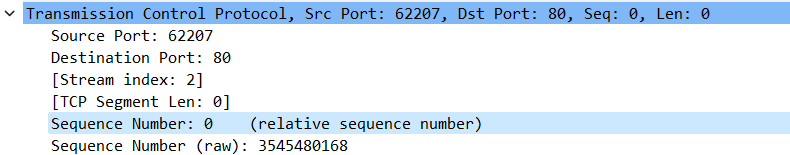 Transmission Control Protocol, Src Port: 62207, Dst Port: 80, Seq: 0, Len: 0
Source Port: 62207
Destination Port: 80
[Stream index: 2]
[TCP Segment Len: 0]
Sequence Number: 0    (relative sequence number)
Sequence Number (raw): 3545480168